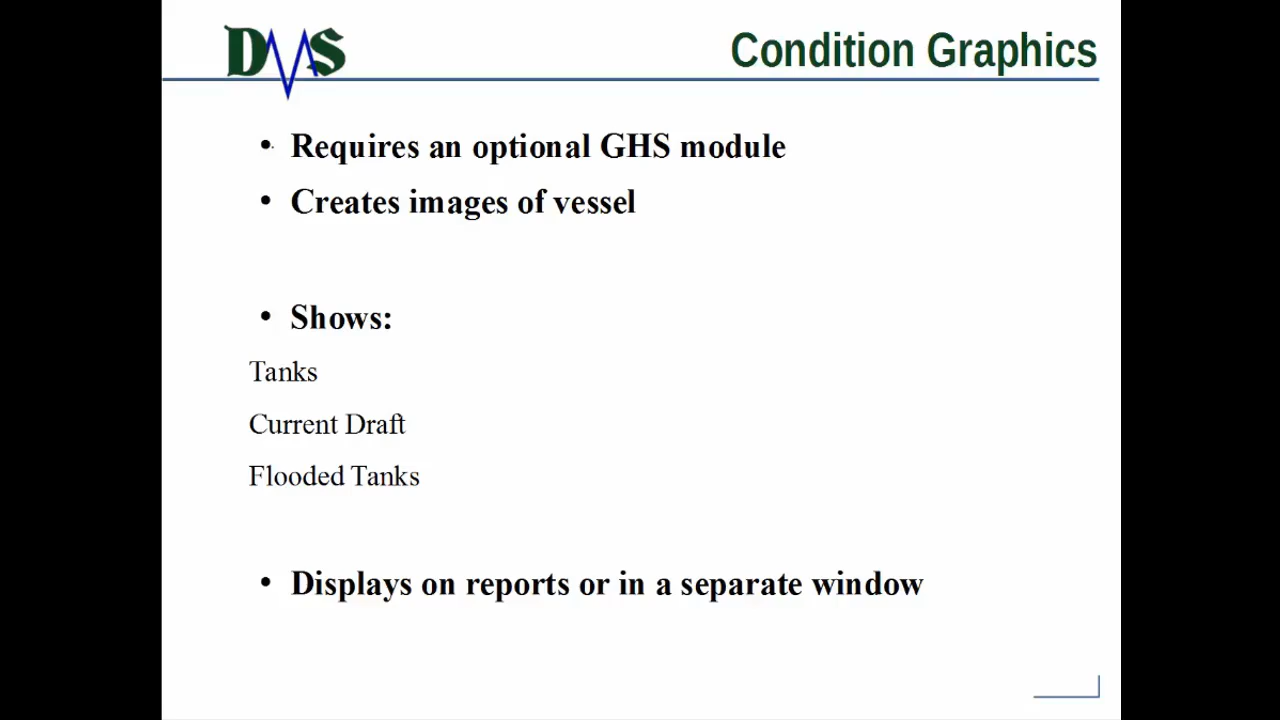 DMS
Condition Graphics
• Requires an optional GHS module
• Creates images of vessel
• Shows:
Tanks
Current Draft
Flooded Tanks
• Displays on reports or in a separate window